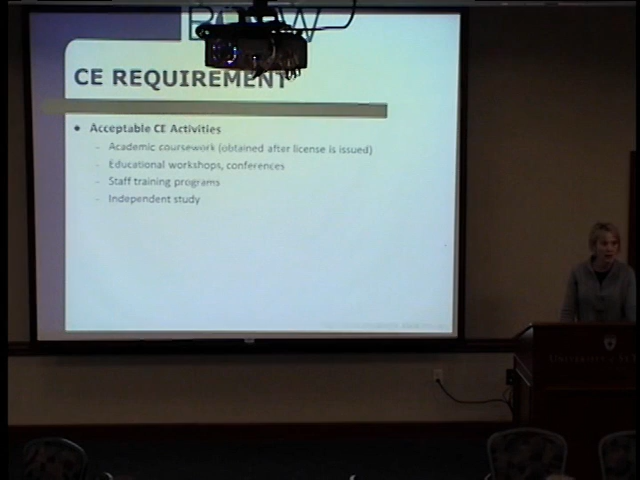 CE REQUIREMENT
● Acceptable CE Activities
– Academic coursework (obtained after license is issued)
– Educational workshops, conferences
– Staff training programs
– Independent study
UNIVERSITY